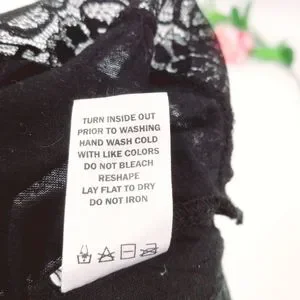 TURN INSIDE OUT
PRIOR TO WASHING
HAND WASH COLD
WITH LIKE COLORS
DO NOT BLEACH
RESHAPE
LAY FLAT TO DRY
DO NOT IRON